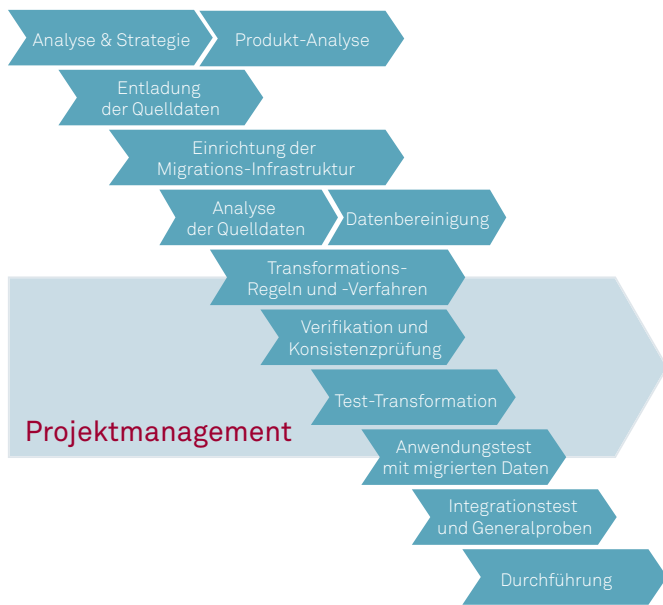 Analyse & Strategie
Produkt-Analyse
Entladung
der Quelldaten
Einrichtung der
Migrations-Infrastruktur
Analyse
der Quelldaten
Datenbereinigung
Transformations-
Regeln und -Verfahren
Verifikation und
Konsistenzprüfung
Test-Transformation
Projektmanagement
Anwendungstest
mit migrierten Daten
Integrationstest
und Generalproben
Durchführung